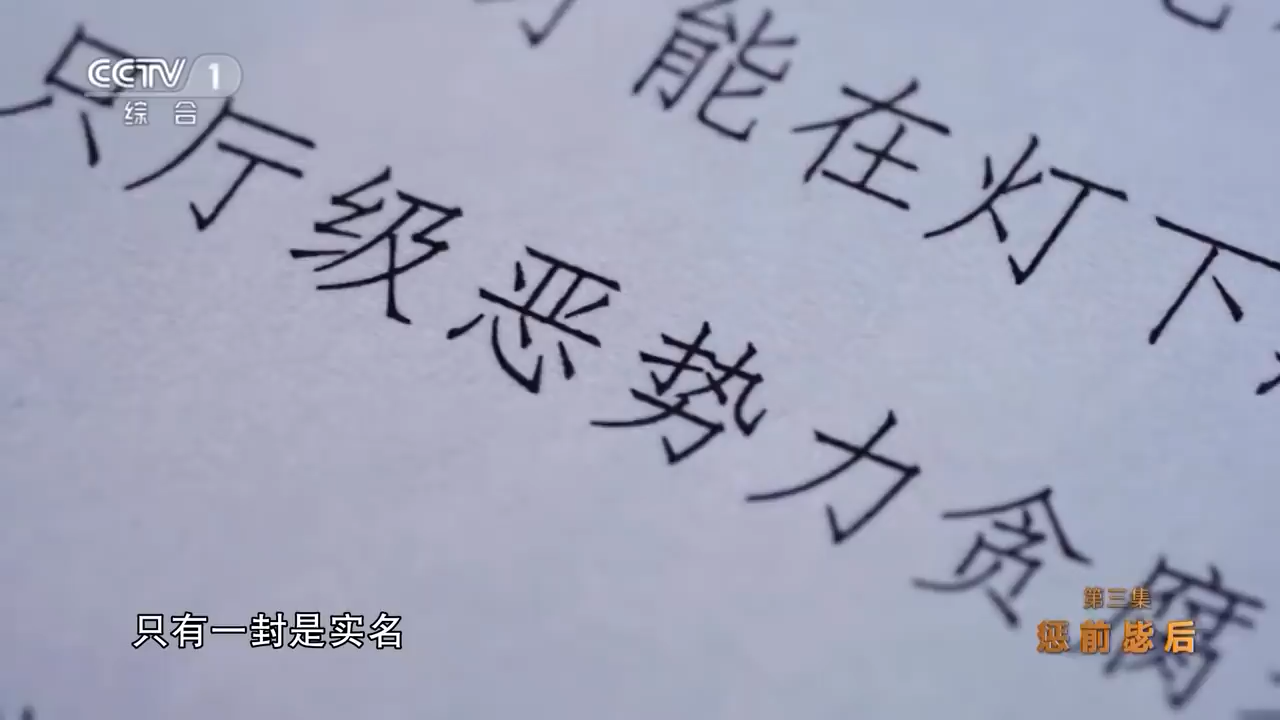 CCTV 1
综合
能在灯下
只厅级恶势力贪腐
只有一封是实名
第三集
惩前毖后